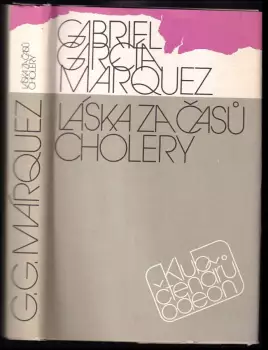 GABRIEL
GARCÍA
MÁRQUEZ
LÁSKA ZA ČASŮ
CHOLERY
klub
čtenářů
odeon
G. G. MÁRQUEZ
LÁSKA ZA ČASŮ
CHOLERY